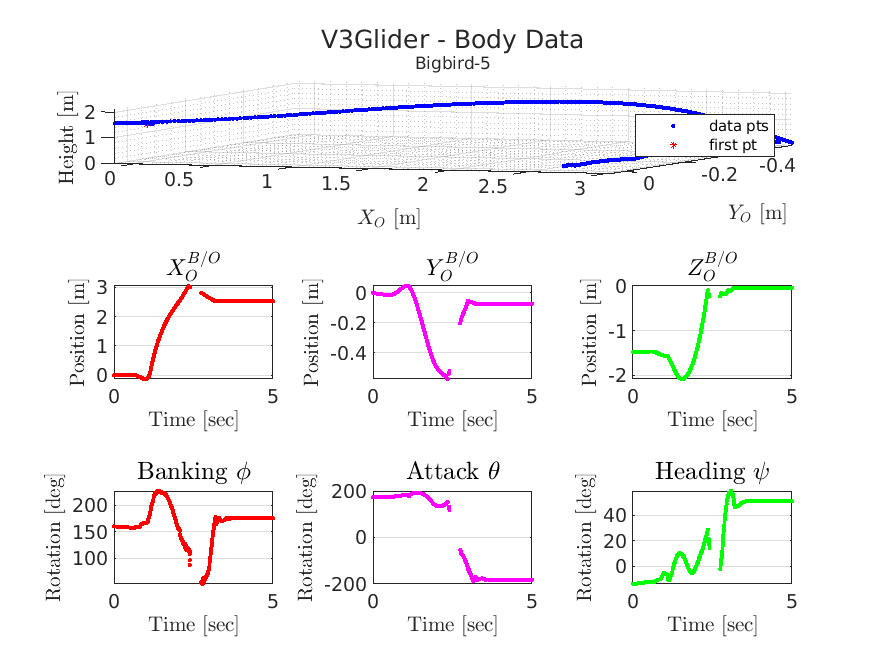 V3Glider - Body Data
Bigbird-5
Height [m]
2
1
0
0 0.5 1 1.5 2 2.5 3 0 -0.2 -0.4
data pts
first pt
X_O [m] Y_O [m]
X_O^{B/O} Y_O^{B/O} Z_O^{B/O}
Position [m] Position [m] Position [m]
3 0 0
2 -0.2 -1
1 -0.4 -2
0
0 5 0 5 0 5
Time [sec] Time [sec] Time [sec]
Banking ϕ Attack θ Heading ψ
Rotation [deg] Rotation [deg] Rotation [deg]
200 200 40
150 0 20
100 -200 0
0 5 0 5 0 5
Time [sec] Time [sec] Time [sec]